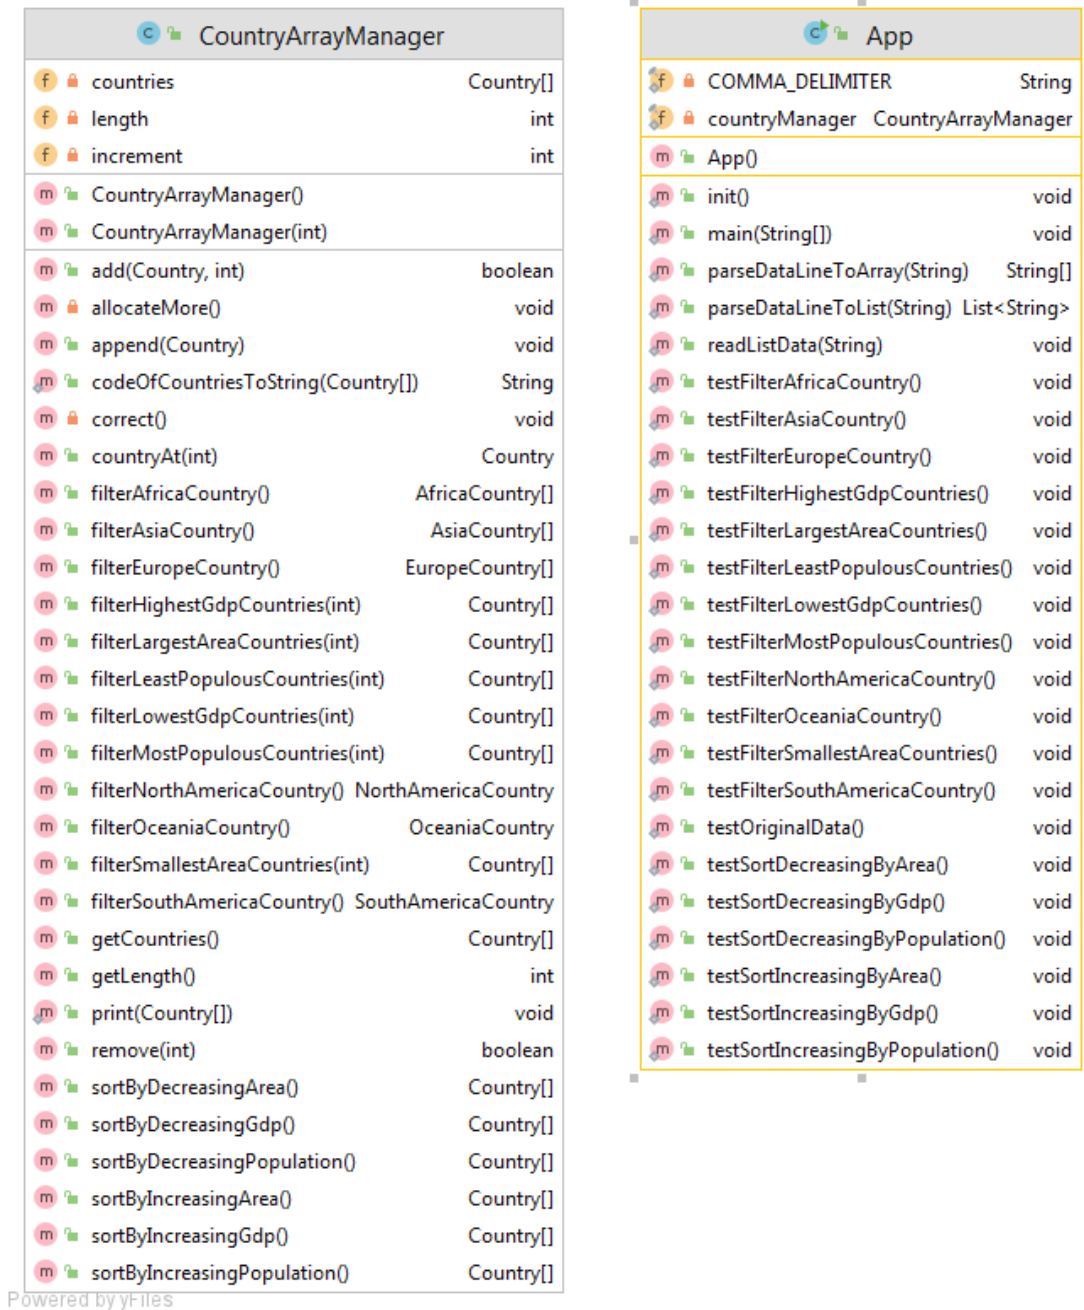 CountryArrayManager
countries Country[]
length int
increment int
CountryArrayManager()
CountryArrayManager(int)
add(Country, int) boolean
allocateMore() void
append(Country) void
codeOfCountriesToString(Country[]) String
correct() void
countryAt(int) Country
filterAfricaCountry() AfricaCountry[]
filterAsiaCountry() AsiaCountry[]
filterEuropeCountry() EuropeCountry[]
filterHighestGdpCountries(int) Country[]
filterLargestAreaCountries(int) Country[]
filterLeastPopulousCountries(int) Country[]
filterLowestGdpCountries(int) Country[]
filterMostPopulousCountries(int) Country[]
filterNorthAmericaCountry() NorthAmericaCountry
filterOceaniaCountry() OceaniaCountry
filterSmallestAreaCountries(int) Country[]
filterSouthAmericaCountry() SouthAmericaCountry
getCountries() Country[]
getLength() int
print(Country[]) void
remove(int) boolean
sortByDecreasingArea() Country[]
sortByDecreasingGdp() Country[]
sortByDecreasingPopulation() Country[]
sortByIncreasingArea() Country[]
sortByIncreasingGdp() Country[]
sortByIncreasingPopulation() Country[]
Powered by yFiles
App
COMMA_DELIMITER String
countryManager CountryArrayManager
App()
init() void
main(String[]) void
parseDataLineToArray(String) String[]
parseDataLineToList(String) List<String>
readListData(String) void
testFilterAfricaCountry() void
testFilterAsiaCountry() void
testFilterEuropeCountry() void
testFilterHighestGdpCountries() void
testFilterLargestAreaCountries() void
testFilterLeastPopulousCountries() void
testFilterLowestGdpCountries() void
testFilterMostPopulousCountries() void
testFilterNorthAmericaCountry() void
testFilterOceaniaCountry() void
testFilterSmallestAreaCountries() void
testFilterSouthAmericaCountry() void
testOriginalData() void
testSortDecreasingByArea() void
testSortDecreasingByGdp() void
testSortDecreasingByPopulation() void
testSortIncreasingByArea() void
testSortIncreasingByGdp() void
testSortIncreasingByPopulation() void